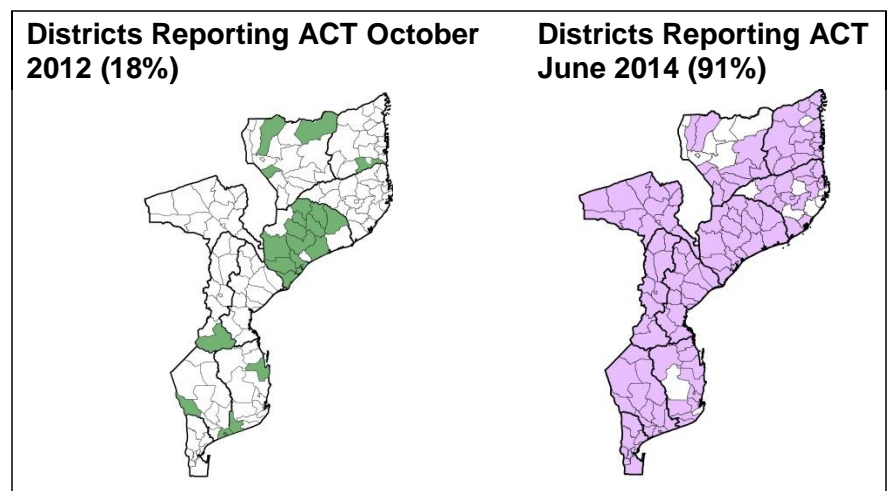 Districts Reporting ACT October
2012 (18%)
Districts Reporting ACT
June 2014 (91%)